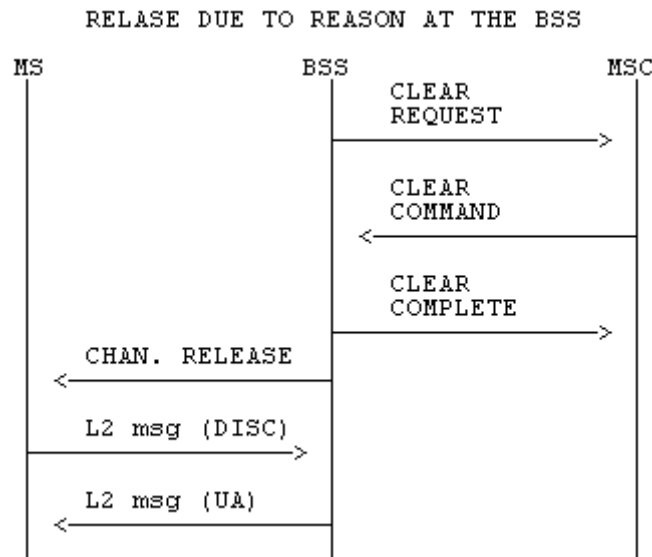 RELASE DUE TO REASON AT THE BSS
MS BSS MSC
CLEAR
REQUEST
CLEAR
COMMAND
CLEAR
COMPLETE
CHAN. RELEASE
L2 msg (DISC)
L2 msg (UA)